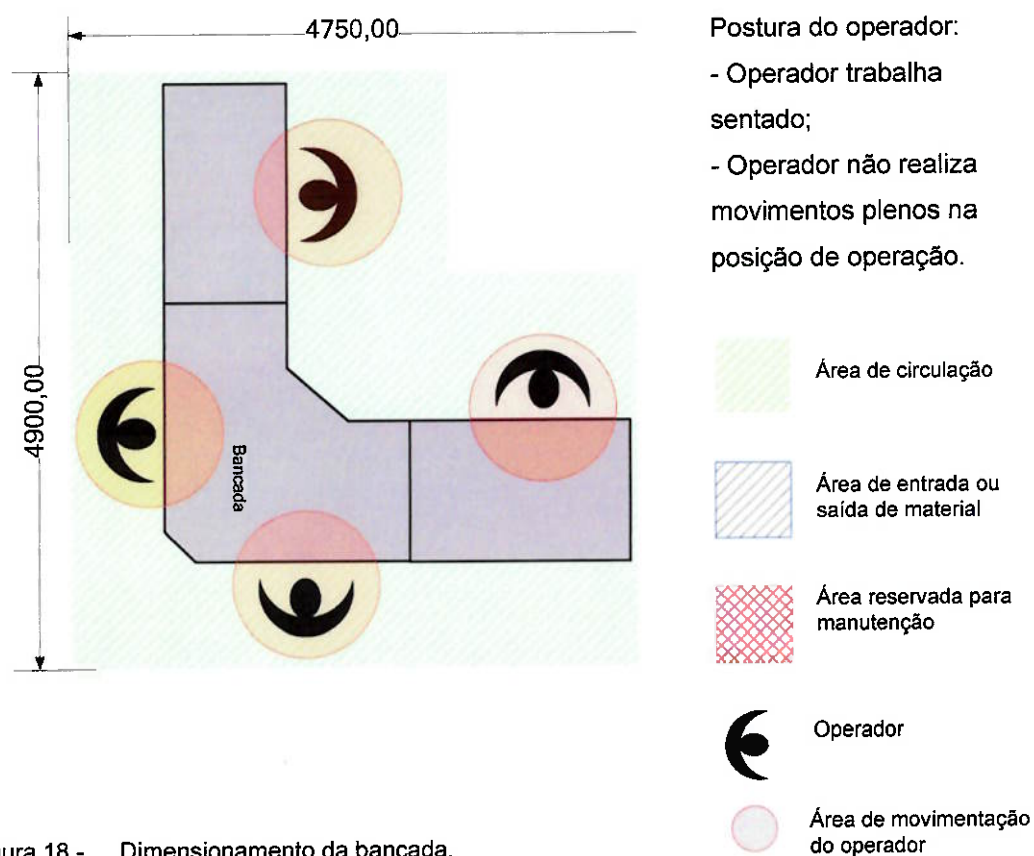 4750,00
4900,00
Bancada
Postura do operador:
- Operador trabalha
sentado;
- Operador não realiza
movimentos plenos na
posição de operação.
Área de circulação
Área de entrada ou
saída de material
Área reservada para
manutenção
Operador
Área de movimentação
do operador
ura 18 - Dimensionamento da bancada.